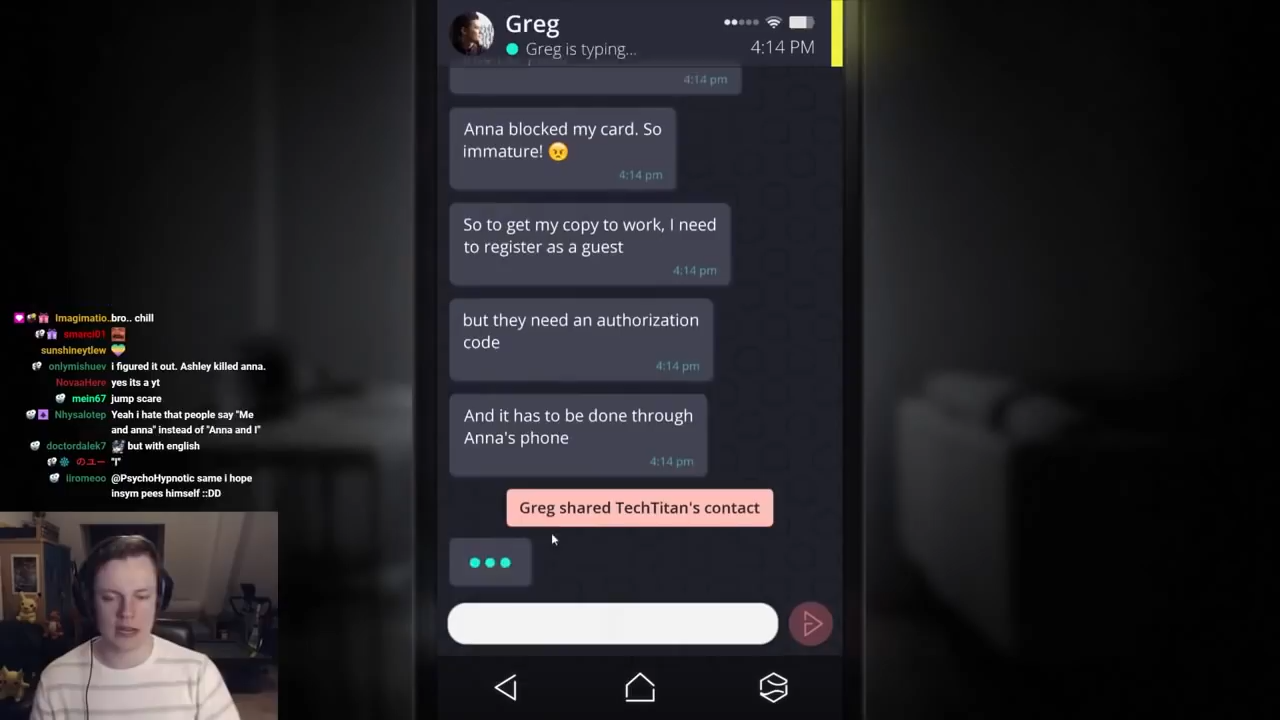 Greg
Greg is typing...
4:14 PM
4:14 pm
Anna blocked my card. So
immature! 😠
4:14 pm
So to get my copy to work, I need
to register as a guest
4:14 pm
but they need an authorization
code
4:14 pm
And it has to be done through
Anna's phone
4:14 pm
Greg shared TechTitan's contact
Imaginatio.. bro.. chill
smarci01
sunshineytlew
onlymishuev i figured it out. Ashley killed anna.
NovaaHere yes its a yt
mein67 jump scare
Nhysalotep Yeah i hate that people say "Me
and anna" instead of "Anna and I"
doctordalek7 but with english
のユー "I"
liromeoo @PsychoHypnotic same i hope
insym pees himself ::DD